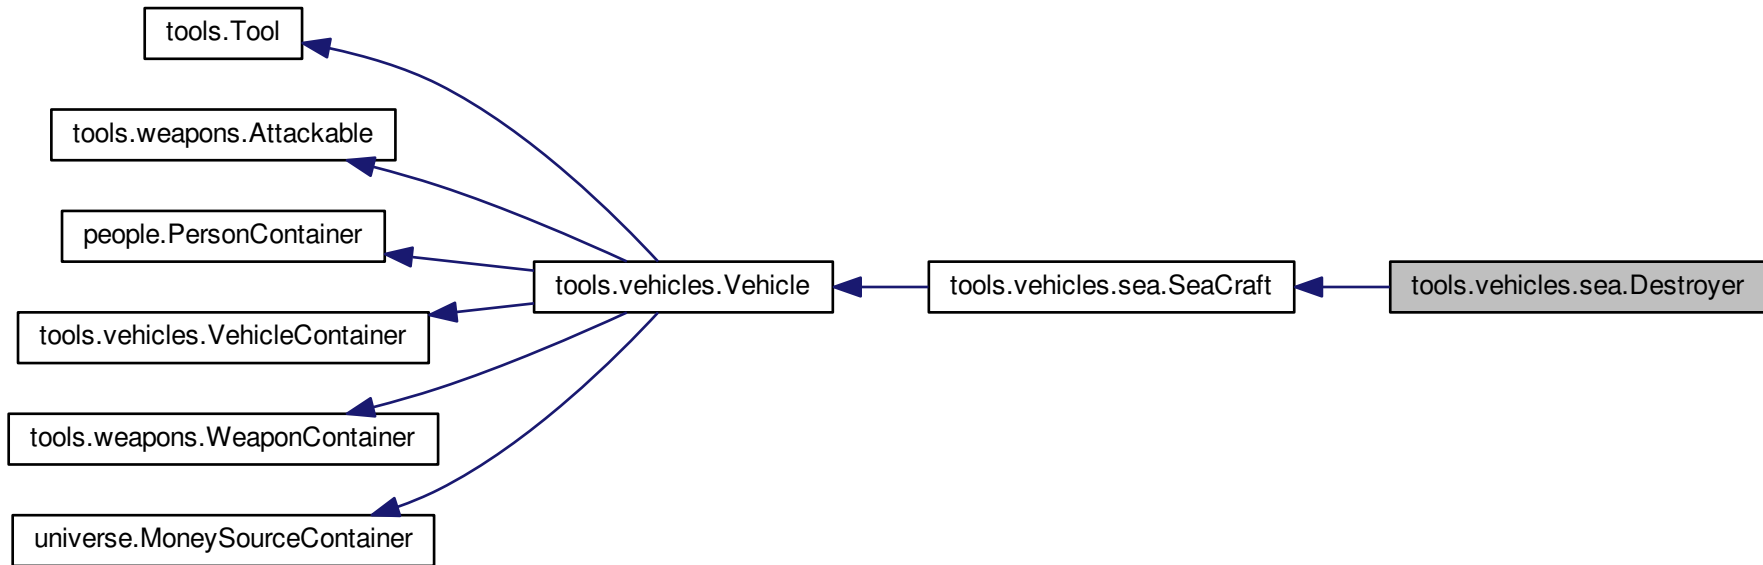 tools.Tool
tools.weapons.Attackable
people.PersonContainer
tools.vehicles.VehicleContainer
tools.weapons.WeaponContainer
universe.MoneySourceContainer
tools.vehicles.Vehicle
tools.vehicles.sea.SeaCraft
tools.vehicles.sea.Destroyer